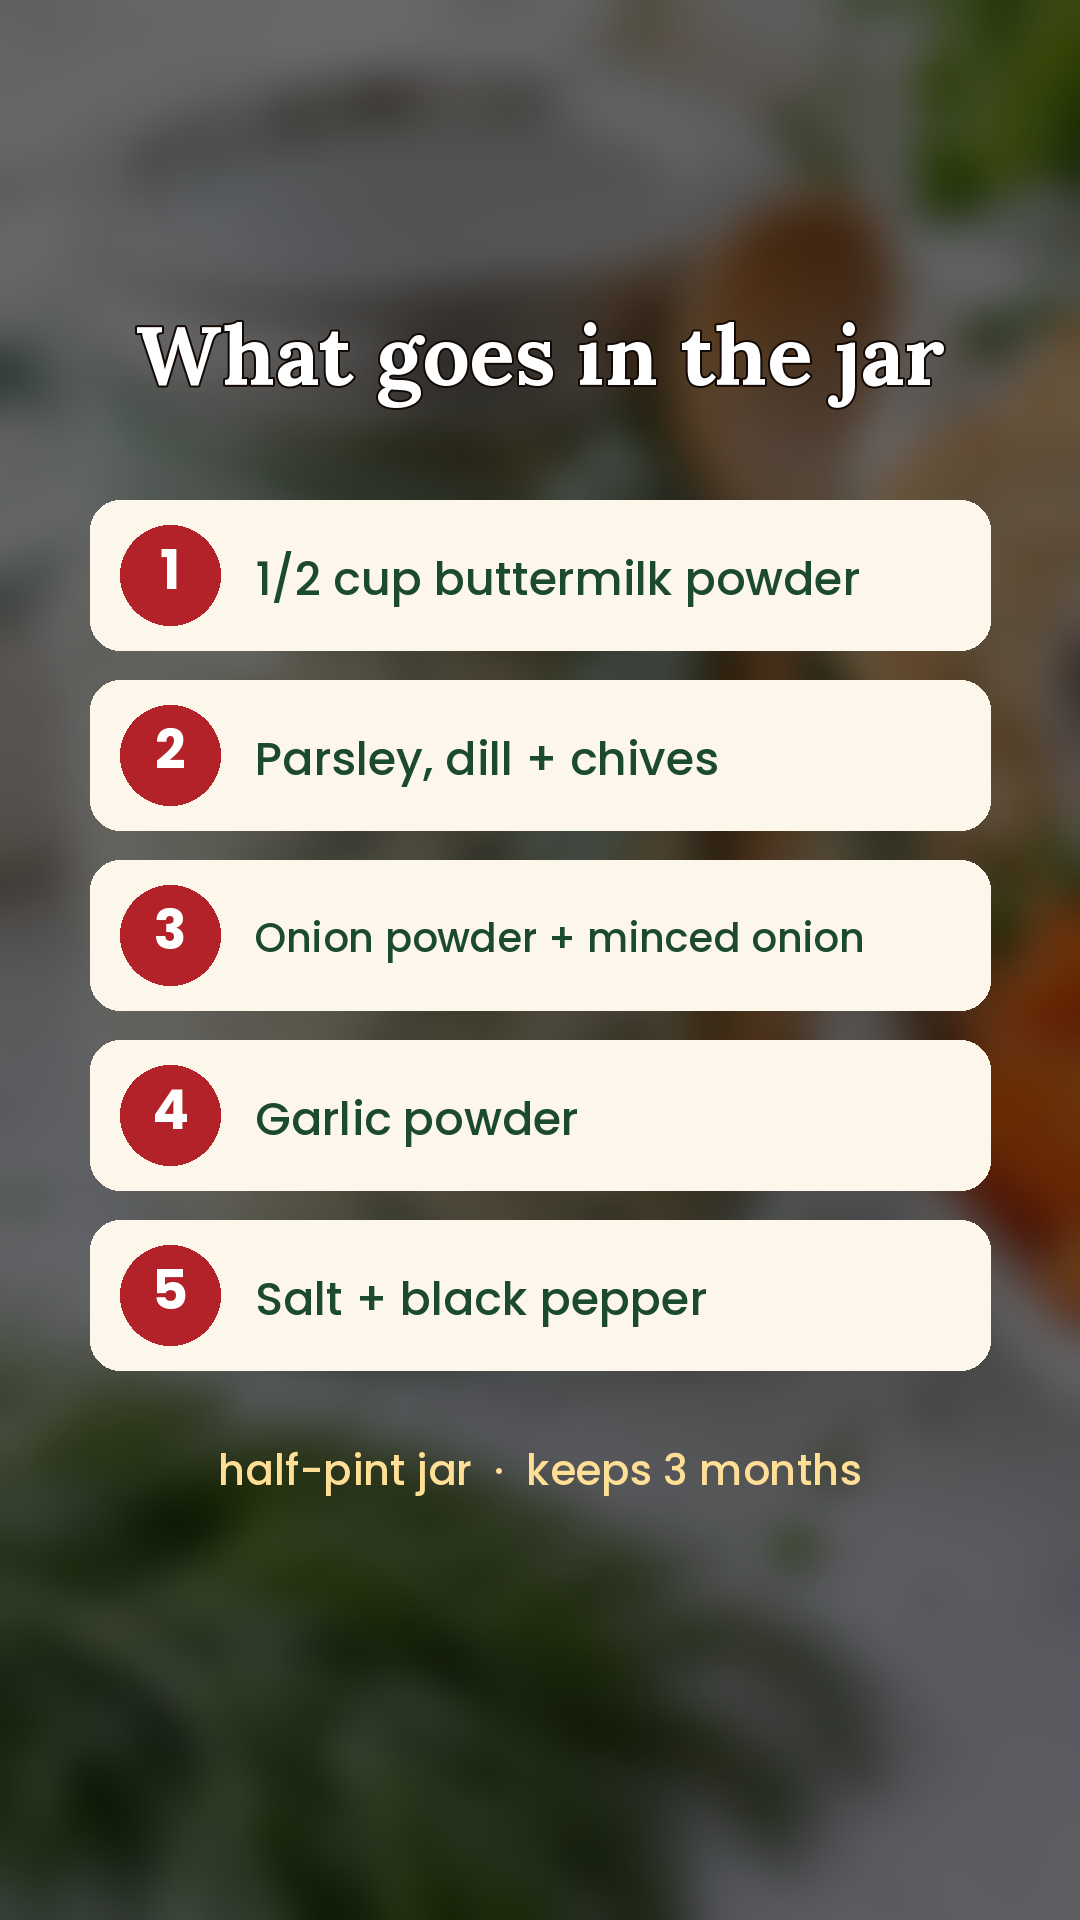 What goes in the jar
1
1/2 cup buttermilk powder
2
Parsley, dill + chives
3
Onion powder + minced onion
4
Garlic powder
5
Salt + black pepper
half-pint jar · keeps 3 months